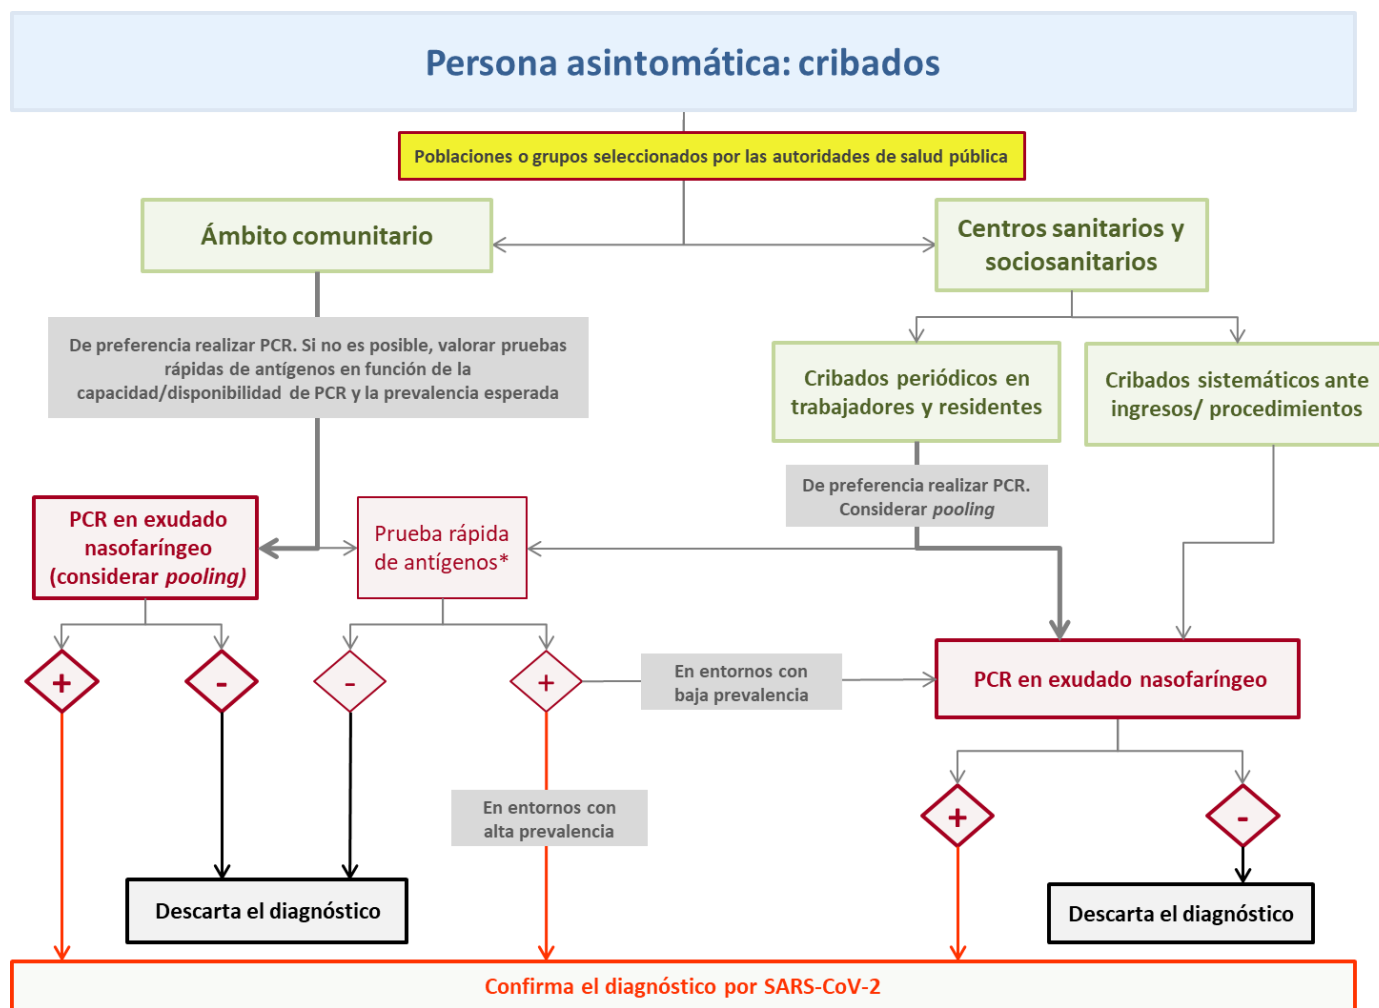 Persona asintomática: cribados
Poblaciones o grupos seleccionados por las autoridades de salud pública
Ámbito comunitario
Centros sanitarios y
sociosanitarios
De preferencia realizar PCR. Si no es posible, valorar pruebas
rápidas de antígenos en función de la
capacidad/disponibilidad de PCR y la prevalencia esperada
Cribados periódicos en
trabajadores y residentes
Cribados sistemáticos ante
ingresos/ procedimientos
De preferencia realizar PCR.
Considerar pooling
PCR en exudado
nasofaríngeo
(considerar pooling)
Prueba rápida
de antígenos*
+
-
-
+
En entornos con
baja prevalencia
PCR en exudado nasofaríngeo
En entornos con
alta prevalencia
+
-
Descarta el diagnóstico
Descarta el diagnóstico
Confirma el diagnóstico por SARS-CoV-2